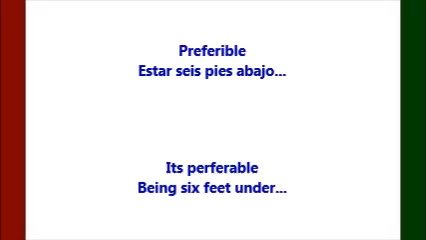 Preferible
Estar seis pies abajo...
Its perferable
Being six feet under...